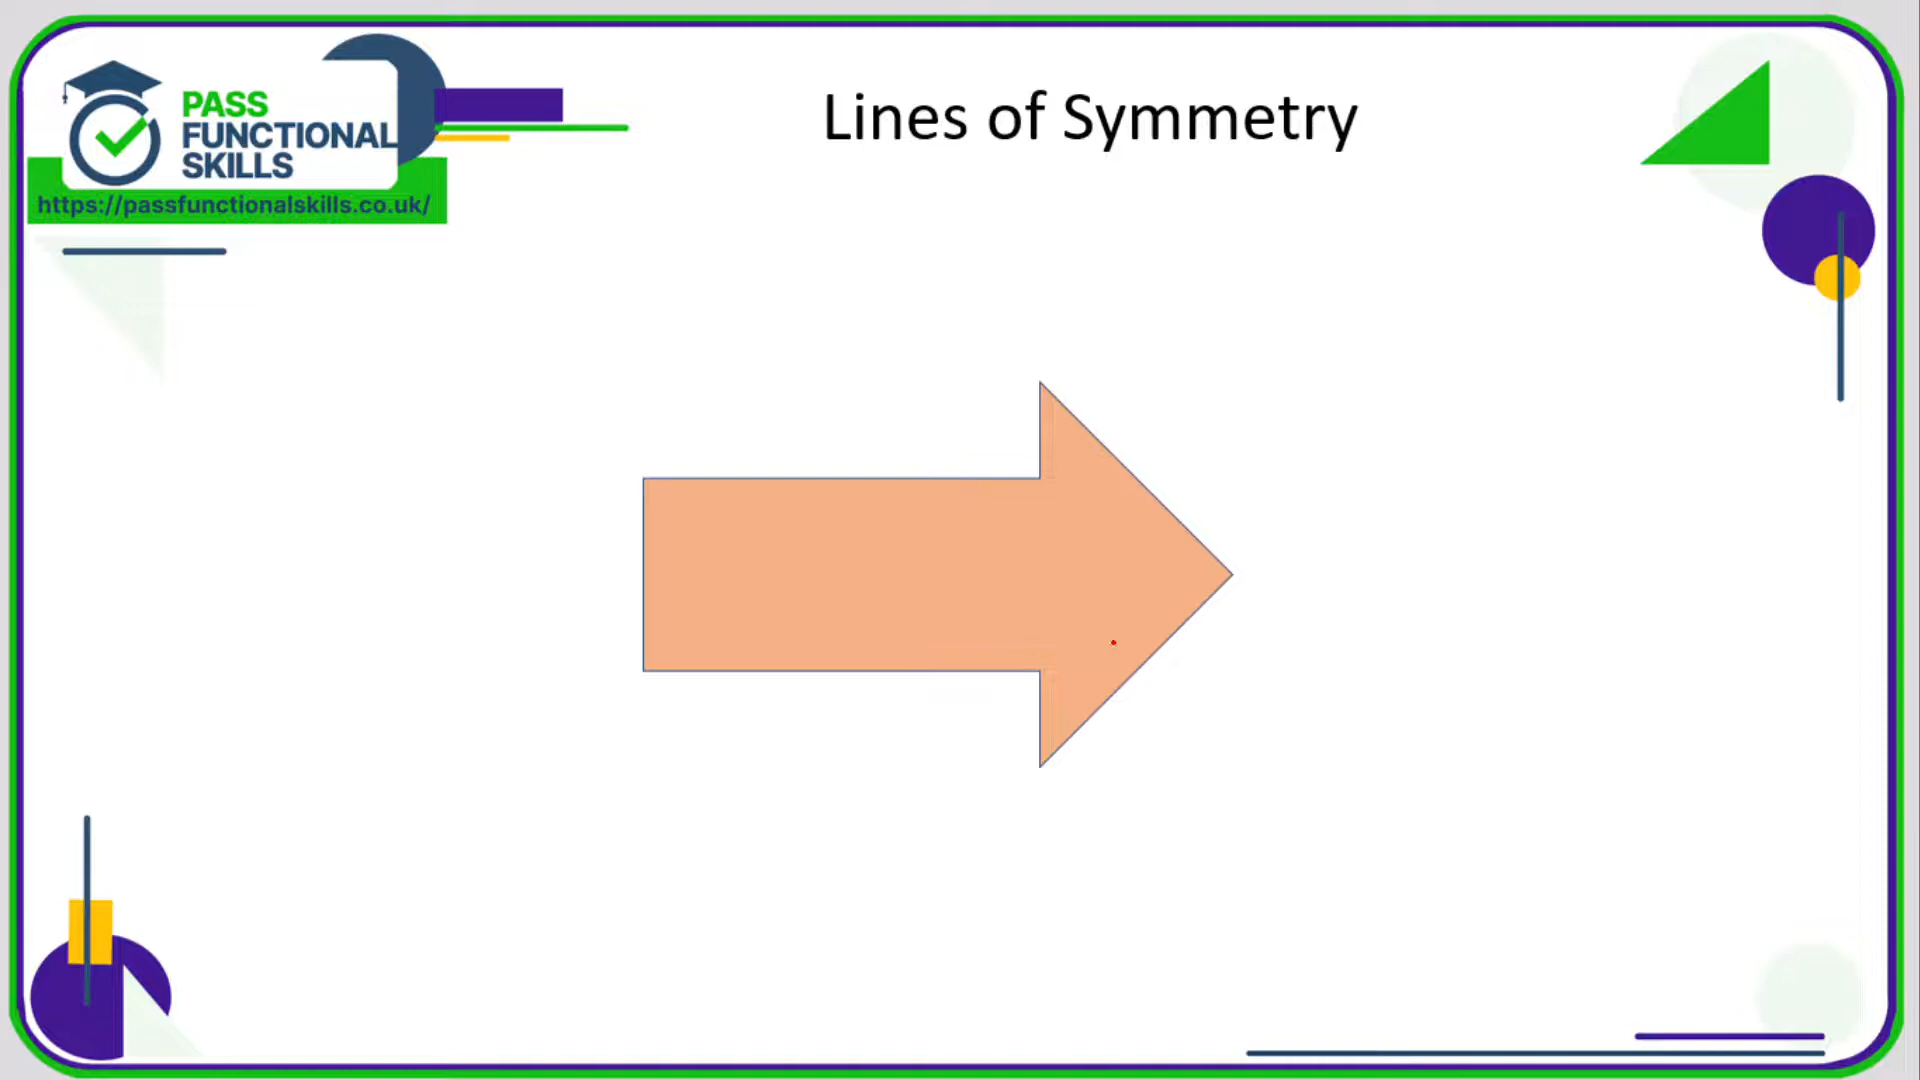 PASS
FUNCTIONAL
SKILLS
https://passfunctionalskills.co.uk/
Lines of Symmetry